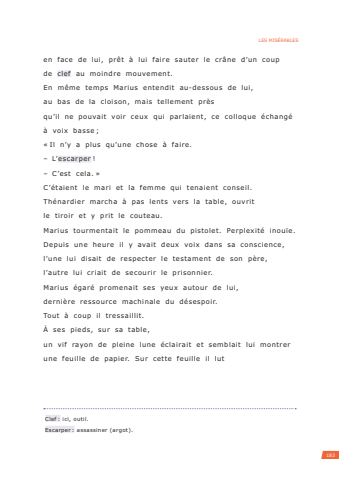 LES MISÉRABLES
en face de lui, prêt à lui faire sauter le crâne d’un coup
de clef au moindre mouvement.
En même temps Marius entendit au-dessous de lui,
au bas de la cloison, mais tellement près
qu’il ne pouvait voir ceux qui parlaient, ce colloque échangé
à voix basse ;
« Il n’y a plus qu’une chose à faire.
– L’escarper !
– C’est cela. »
C’étaient le mari et la femme qui tenaient conseil.
Thénardier marcha à pas lents vers la table, ouvrit
le tiroir et y prit le couteau.
Marius tourmentait le pommeau du pistolet. Perplexité inouïe.
Depuis une heure il y avait deux voix dans sa conscience,
l’une lui disait de respecter le testament de son père,
l’autre lui criait de secourir le prisonnier.
Marius égaré promenait ses yeux autour de lui,
dernière ressource machinale du désespoir.
Tout à coup il tressaillit.
À ses pieds, sur sa table,
un vif rayon de pleine lune éclairait et semblait lui montrer
une feuille de papier. Sur cette feuille il lut
Clef : ici, outil.
Escarper : assassiner (argot).
183